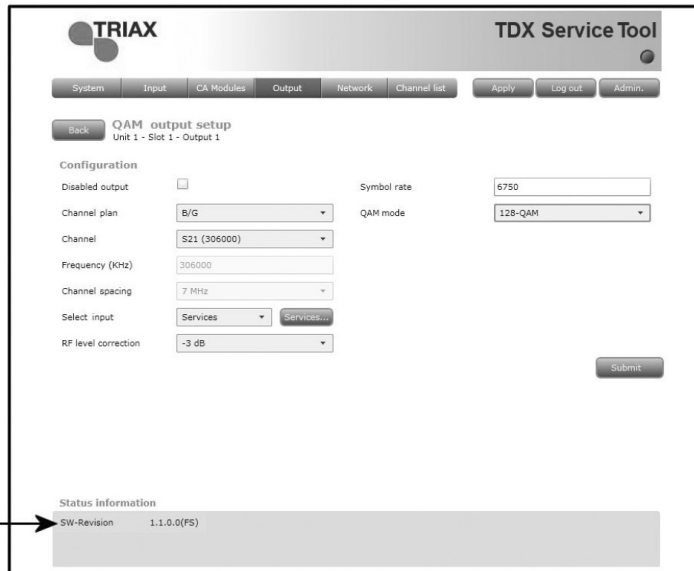 TRIAX
TDX Service Tool
System Input CA Modules Output Network Channel list Apply Log out Admin.
Back QAM output setup
Unit 1 - Slot 1 - Output 1
Configuration
Disabled output
Symbol rate 6750
Channel plan B/G
QAM mode 128-QAM
Channel S21 (306000)
Frequency (KHz) 306000
Channel spacing 7 MHz
Select input Services Services...
RF level correction -3 dB
Submit
Status information
SW-Revision 1.1.0.0(FS)